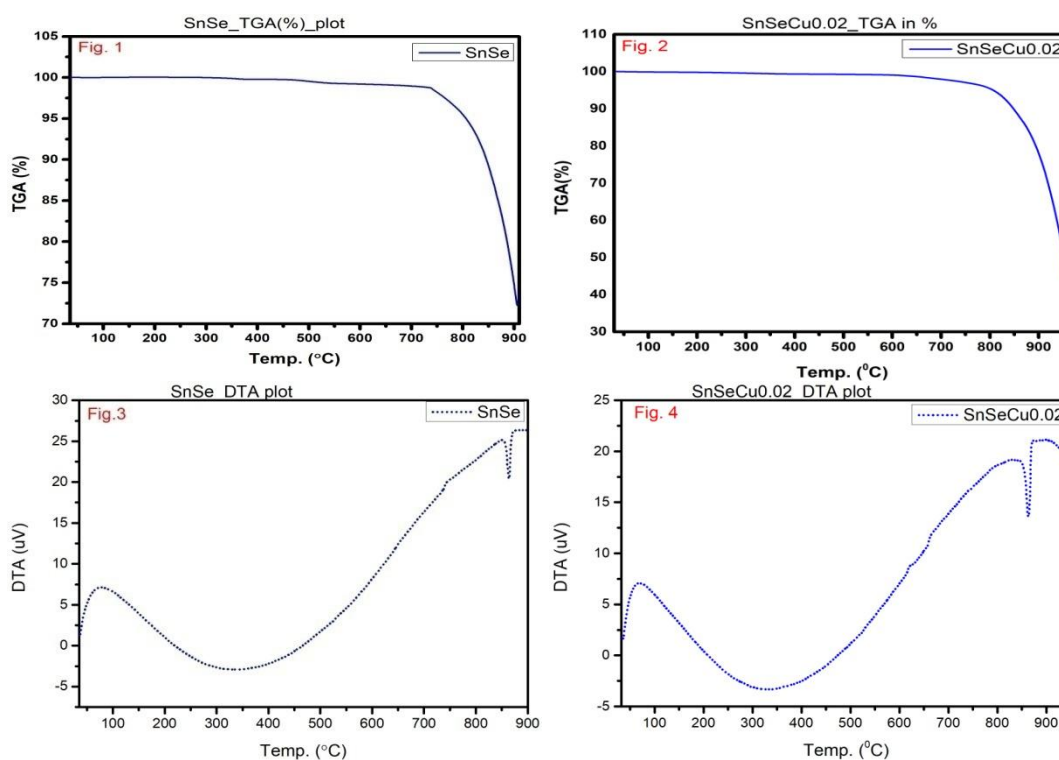 SnSe_TGA(%)_plot
Fig. 1
SnSe
105
100
95
90
85
80
75
70
TGA (%)
100 200 300 400 500 600 700 800 900
Temp. (°C)
SnSeCu0.02_TGA in %
Fig. 2
SnSeCu0.02
110
100
90
80
70
60
50
40
30
TGA(%)
100 200 300 400 500 600 700 800 900
Temp. (⁰C)
SnSe_DTA plot
Fig.3
SnSe
30
25
20
15
10
5
0
-5
DTA (uV)
100 200 300 400 500 600 700 800 900
Temp. (°C)
SnSeCu0.02_DTA plot
Fig. 4
SnSeCu0.02
25
20
15
10
5
0
-5
DTA (uV)
100 200 300 400 500 600 700 800 900
Temp. (⁰C)